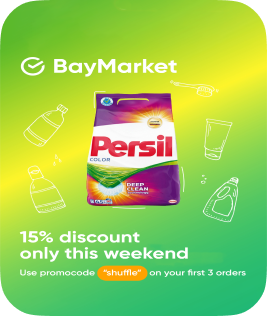 BayMarket
Persil
COLOR
DEEP
CLEAN
15% discount
only this weekend
Use promocode "shuffle" on your first 3 orders